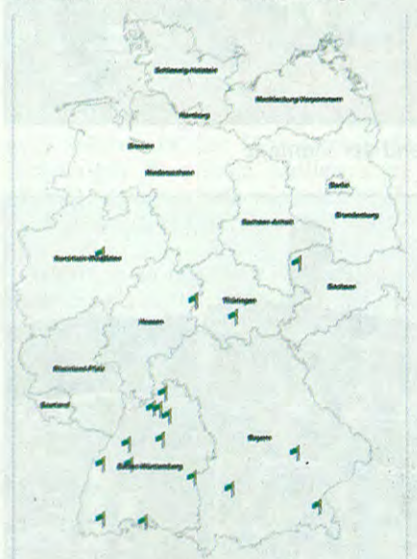 Schleswig-Holstein
Mecklenburg-Vorpommern
Hamburg
Bremen
Niedersachsen
Berlin
Brandenburg
Sachsen-Anhalt
Nordrhein-Westfalen
Sachsen
Thüringen
Hessen
Rheinland-Pfalz
Saarland
Bayern
Baden-Württemberg